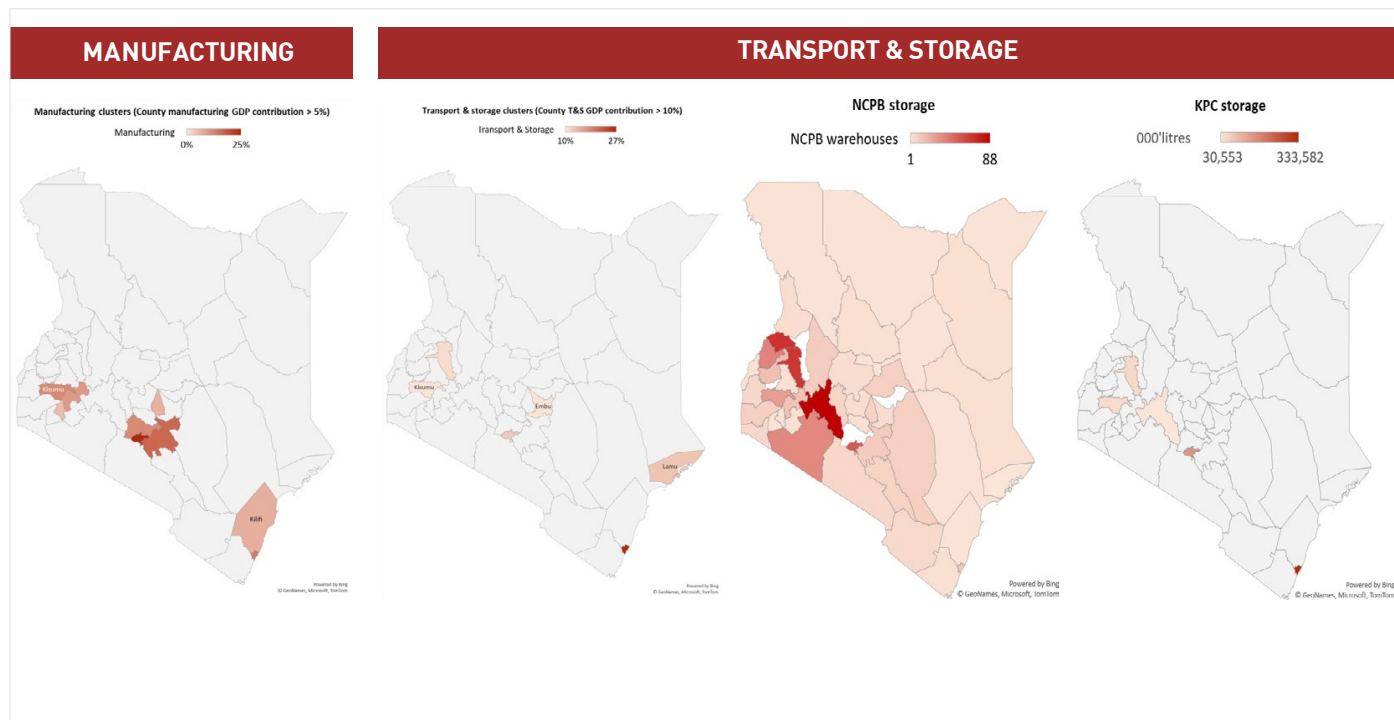 MANUFACTURING
TRANSPORT & STORAGE
Manufacturing clusters (County manufacturing GDP contribution > 5%)
Manufacturing
0%
25%
Kisumu
Kilifi
Powered by Bing
© GeoNames, Microsoft, TomTom
Transport & storage clusters (County T&S GDP contribution > 10%)
Transport & Storage
10%
27%
Kisumu
Embu
Lamu
Powered by Bing
© GeoNames, Microsoft, TomTom
NCPB storage
NCPB warehouses
1
88
Powered by Bing
© GeoNames, Microsoft, TomTom
KPC storage
000'litres
30,553
333,582
Powered by Bing
© GeoNames, Microsoft, TomTom